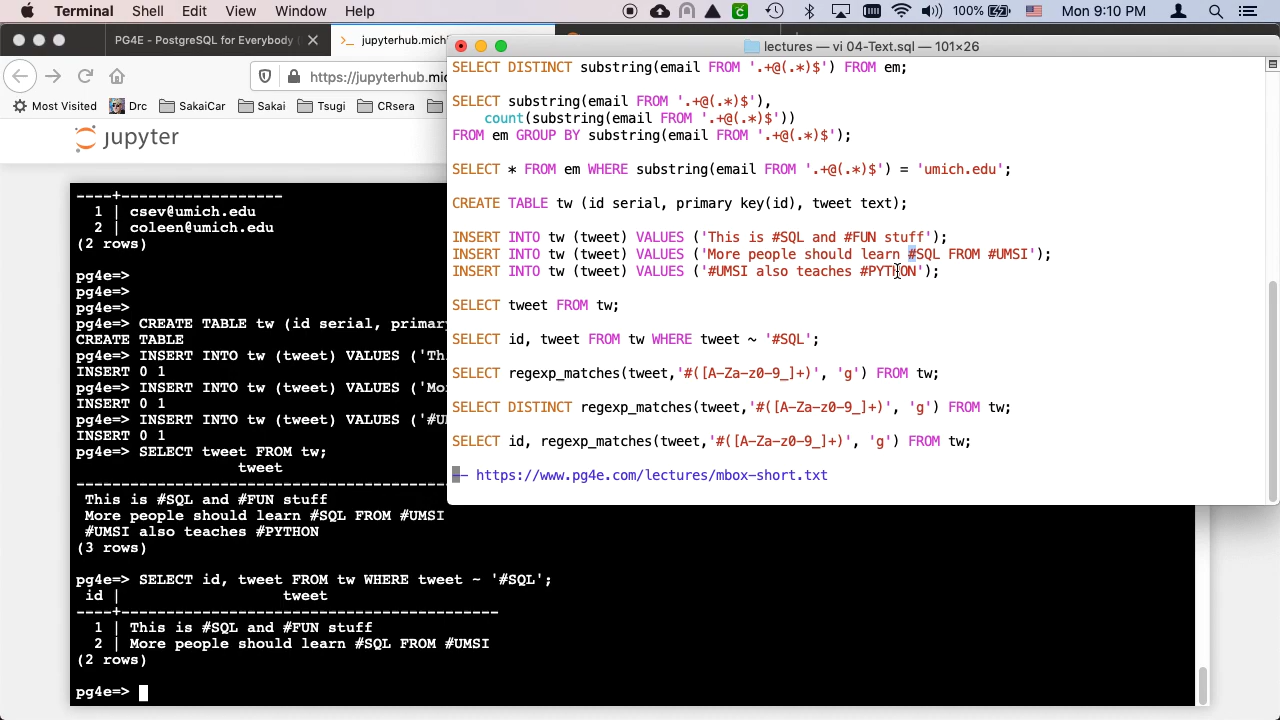 Terminal Shell Edit View Window Help 100% Mon 9:10 PM
PG4E - PostgreSQL for Everybody
jupyterhub.mich
lectures — vi 04-Text.sql — 101×26
https://jupyterhub.mic
Most Visited Drc SakaiCar Sakai Tsugi CRsera
jupyter
SELECT DISTINCT substring(email FROM '.+@(.*)$') FROM em;
SELECT substring(email FROM '.+@(.*)$'),
count(substring(email FROM '.+@(.*)$'))
FROM em GROUP BY substring(email FROM '.+@(.*)$');
SELECT * FROM em WHERE substring(email FROM '.+@(.*)$') = 'umich.edu';
CREATE TABLE tw (id serial, primary key(id), tweet text);
INSERT INTO tw (tweet) VALUES ('This is #SQL and #FUN stuff');
INSERT INTO tw (tweet) VALUES ('More people should learn #SQL FROM #UMSI');
INSERT INTO tw (tweet) VALUES ('#UMSI also teaches #PYTHON');
SELECT tweet FROM tw;
SELECT id, tweet FROM tw WHERE tweet ~ '#SQL';
SELECT regexp_matches(tweet,'#([A-Za-z0-9_]+)', 'g') FROM tw;
SELECT DISTINCT regexp_matches(tweet,'#([A-Za-z0-9_]+)', 'g') FROM tw;
SELECT id, regexp_matches(tweet,'#([A-Za-z0-9_]+)', 'g') FROM tw;
-- https://www.pg4e.com/lectures/mbox-short.txt
----+------------------
1 | csev@umich.edu
2 | coleen@umich.edu
(2 rows)
pg4e=>
pg4e=>
pg4e=>
pg4e=> CREATE TABLE tw (id serial, primary
CREATE TABLE
pg4e=> INSERT INTO tw (tweet) VALUES ('Th
INSERT 0 1
pg4e=> INSERT INTO tw (tweet) VALUES ('Mo
INSERT 0 1
pg4e=> INSERT INTO tw (tweet) VALUES ('#U
INSERT 0 1
pg4e=> SELECT tweet FROM tw;
tweet
------------------------------------------
This is #SQL and #FUN stuff
More people should learn #SQL FROM #UMSI
#UMSI also teaches #PYTHON
(3 rows)
pg4e=> SELECT id, tweet FROM tw WHERE tweet ~ '#SQL';
id | tweet
----+------------------------------------------
1 | This is #SQL and #FUN stuff
2 | More people should learn #SQL FROM #UMSI
(2 rows)
pg4e=>